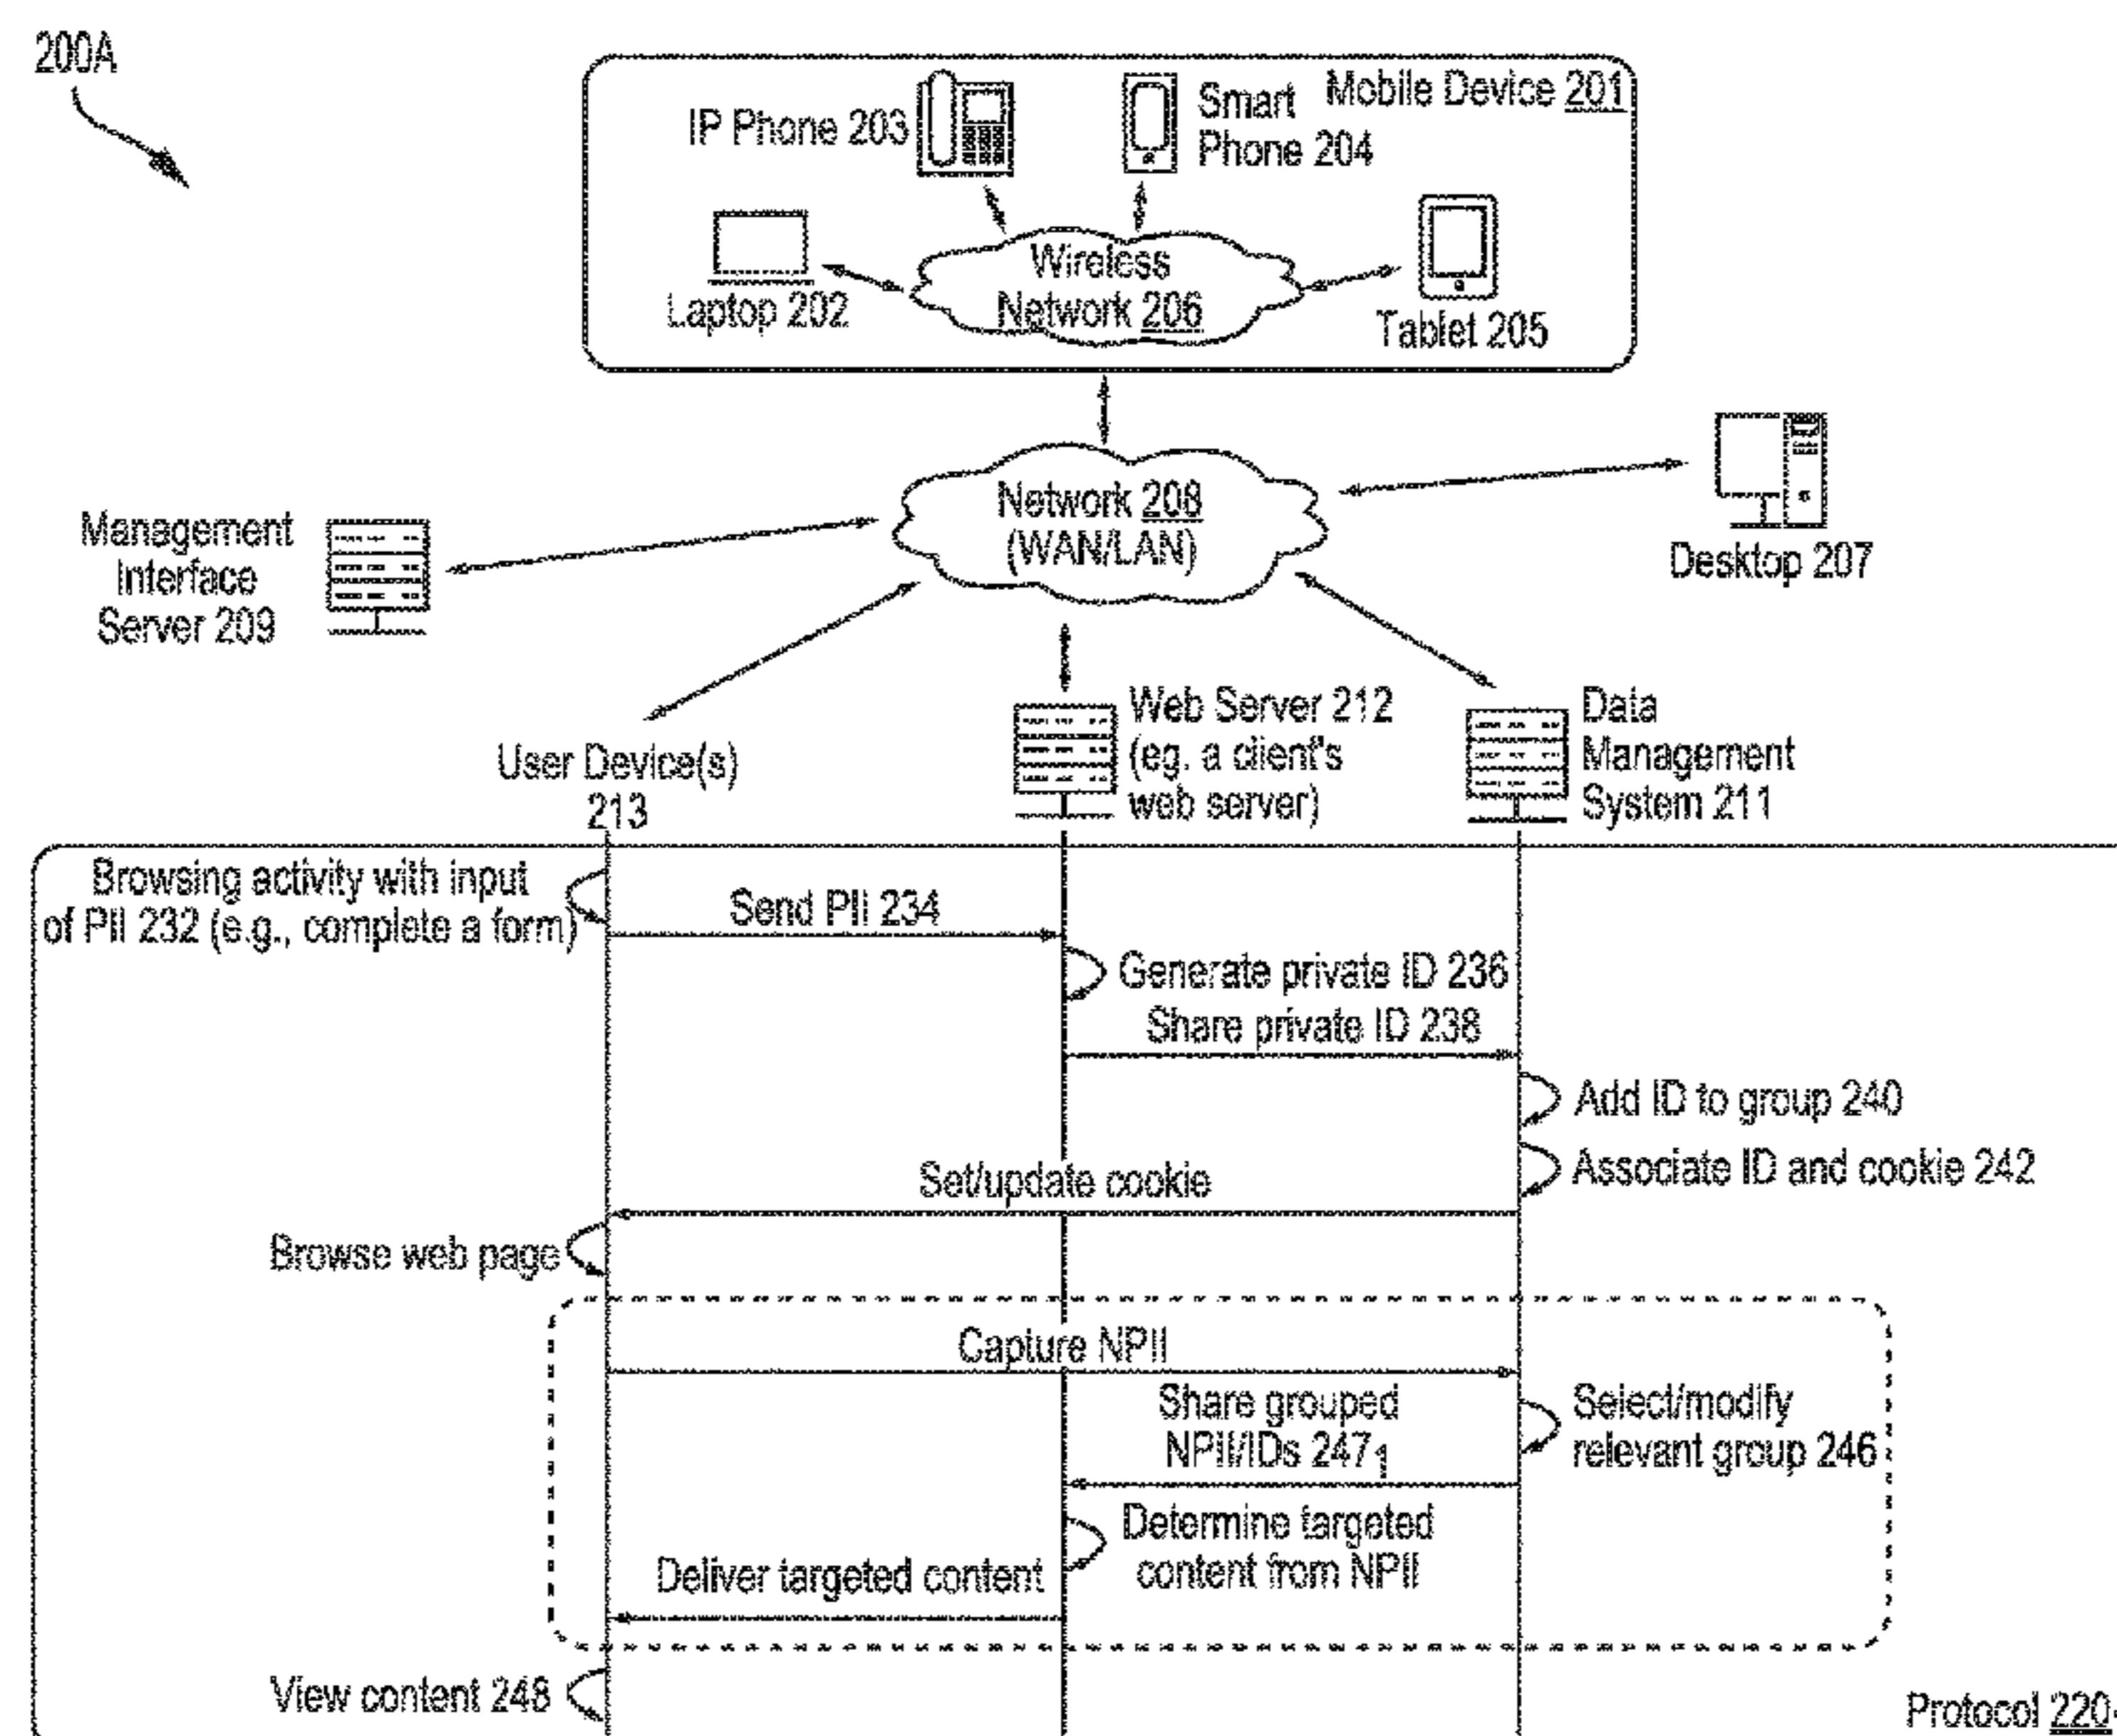 200A
IP Phone 203
Smart
Phone 204
Mobile Device 201
Laptop 202
Wireless
Network 206
Tablet 205
Network 208
(WAN/LAN)
Desktop 207
Management
Interface
Server 209
User Device(s)
213
Web Server 212
(eg. a client's
web server)
Data
Management
System 211
Browsing activity with input
of PII 232 (e.g., complete a form)
Send PII 234
Generate private ID 236
Share private ID 238
Add ID to group 240
Associate ID and cookie 242
Set/update cookie
Browse web page
Capture NPII
Share grouped
NPII/IDs 247₁
Select/modify
relevant group 246
Determine targeted
content from NPII
Deliver targeted content
View content 248
Protocol 220